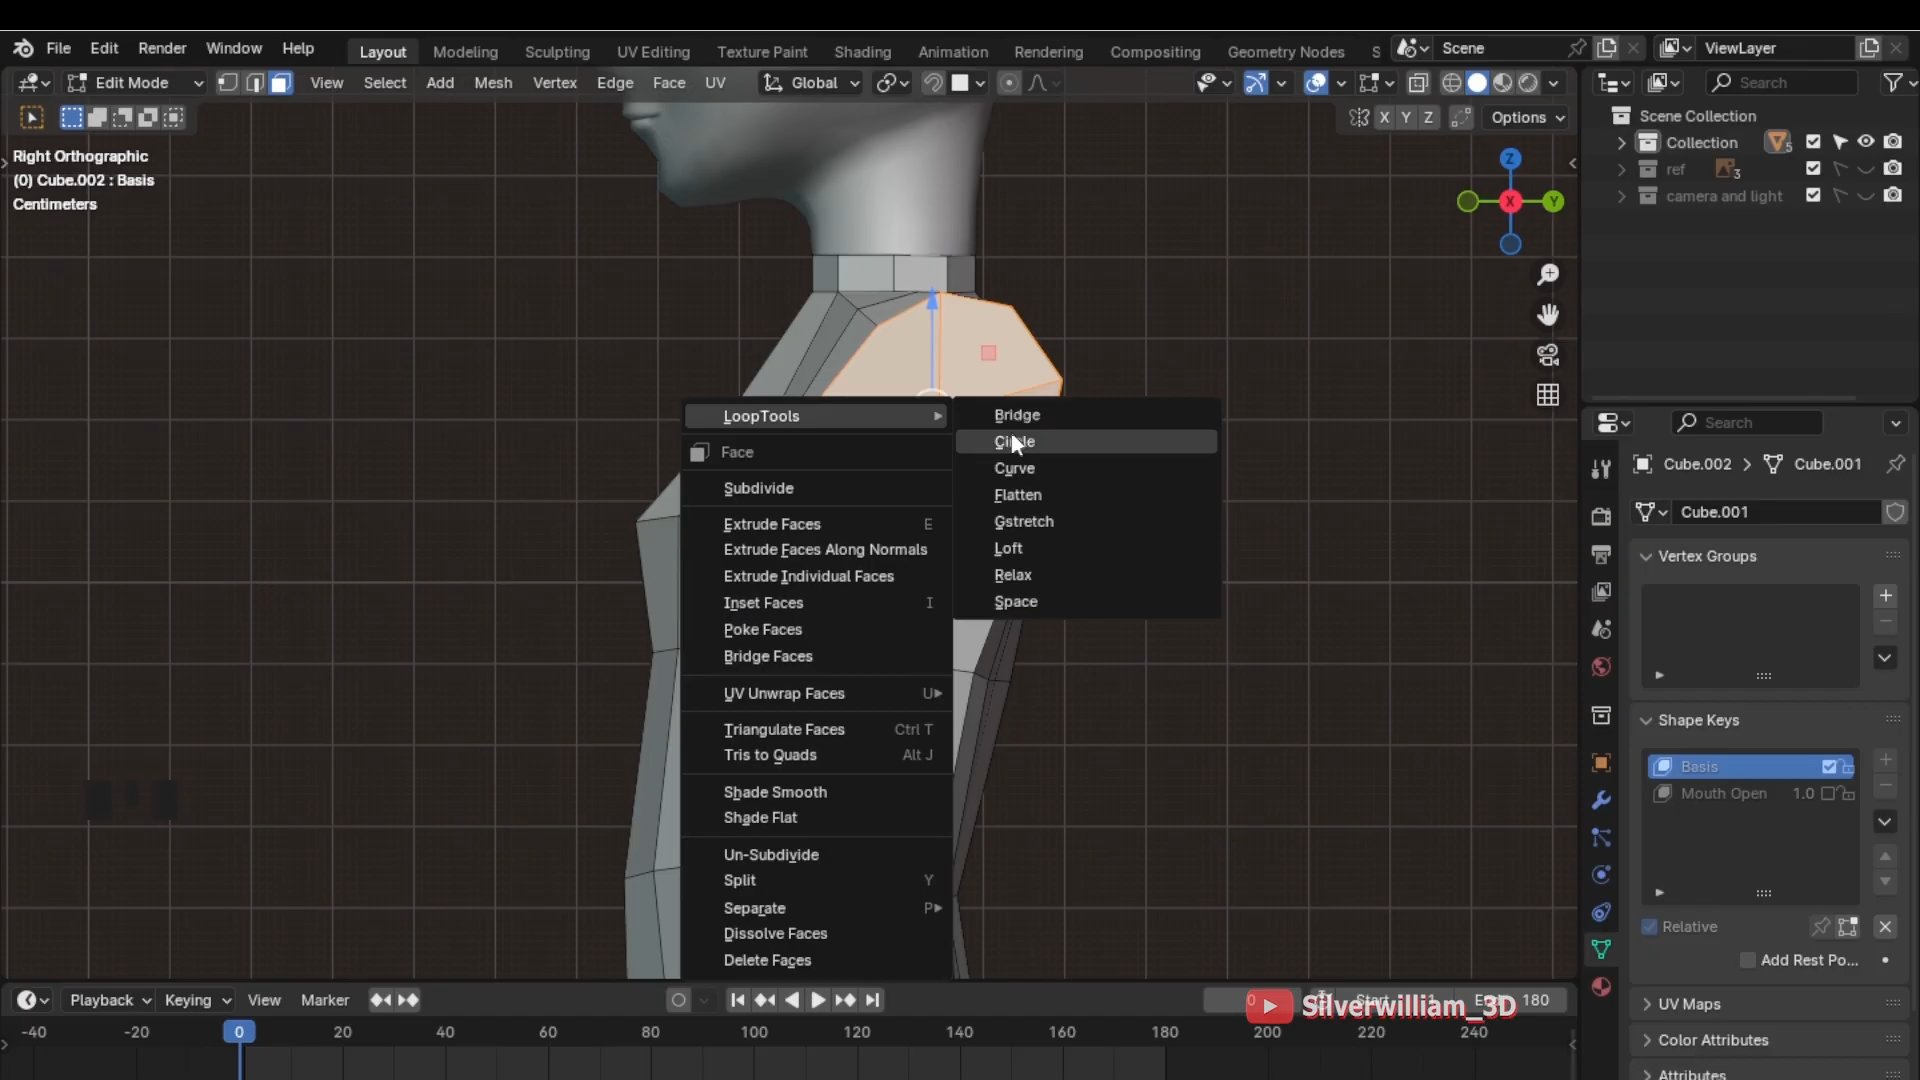 File Edit Render Window Help Layout Modeling Sculpting UV Editing Texture Paint Shading Animation Rendering Compositing Geometry Nodes S Scene ViewLayer
Edit Mode View Select Add Mesh Vertex Edge Face UV Global Search
X Y Z Options
Right Orthographic
(0) Cube.002 : Basis
Centimeters
Z
X Y
Scene Collection
Collection 5
ref 3
camera and light
Search
Cube.002 > Cube.001
Cube.001
Vertex Groups
Shape Keys
Basis
Mouth Open 1.0
Relative
Add Rest Po...
UV Maps
Color Attributes
Attributes
LoopTools
Face
Subdivide
Extrude Faces E
Extrude Faces Along Normals
Extrude Individual Faces
Inset Faces I
Poke Faces
Bridge Faces
UV Unwrap Faces U
Triangulate Faces Ctrl T
Tris to Quads Alt J
Shade Smooth
Shade Flat
Un-Subdivide
Split Y
Separate P
Dissolve Faces
Delete Faces
Bridge
Circle
Curve
Flatten
Gstretch
Loft
Relax
Space
Playback Keying View Marker 0 Start 1 End 180
Silverwilliam_3D
-40 -20 0 20 40 60 80 100 120 140 160 180 200 220 240